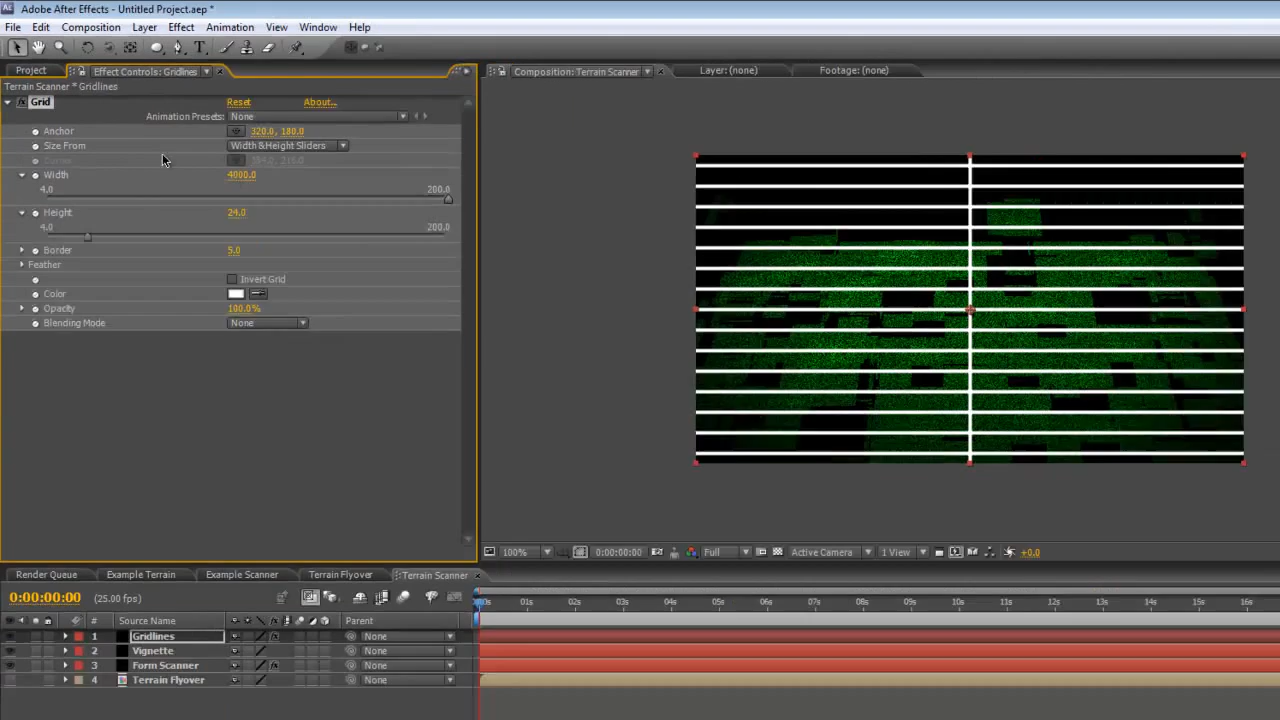 Adobe After Effects - Untitled Project.aep *
File Edit Composition Layer Effect Animation View Window Help
Project Effect Controls: Gridlines
Composition: Terrain Scanner Layer: (none) Footage: (none)
Terrain Scanner * Gridlines
Grid Reset About...
Animation Presets: None
Anchor 320.0, 180.0
Size From Width & Height Sliders
Corner 384.0, 216.0
Width 4000.0
4.0 200.0
Height 24.0
4.0 200.0
Border 5.0
Feather
Invert Grid
Color
Opacity 100.0%
Blending Mode None
100% 0:00:00:00 Full Active Camera 1 View +0.0
Render Queue Example Terrain Example Scanner Terrain Flyover Terrain Scanner
0:00:00:00 (25.00 fps)
01s 02s 03s 04s 05s 06s 07s 08s 09s 10s 11s 12s 13s 14s 15s 16s
# Source Name Parent
1 Gridlines None
2 Vignette None
3 Form Scanner None
4 Terrain Flyover None